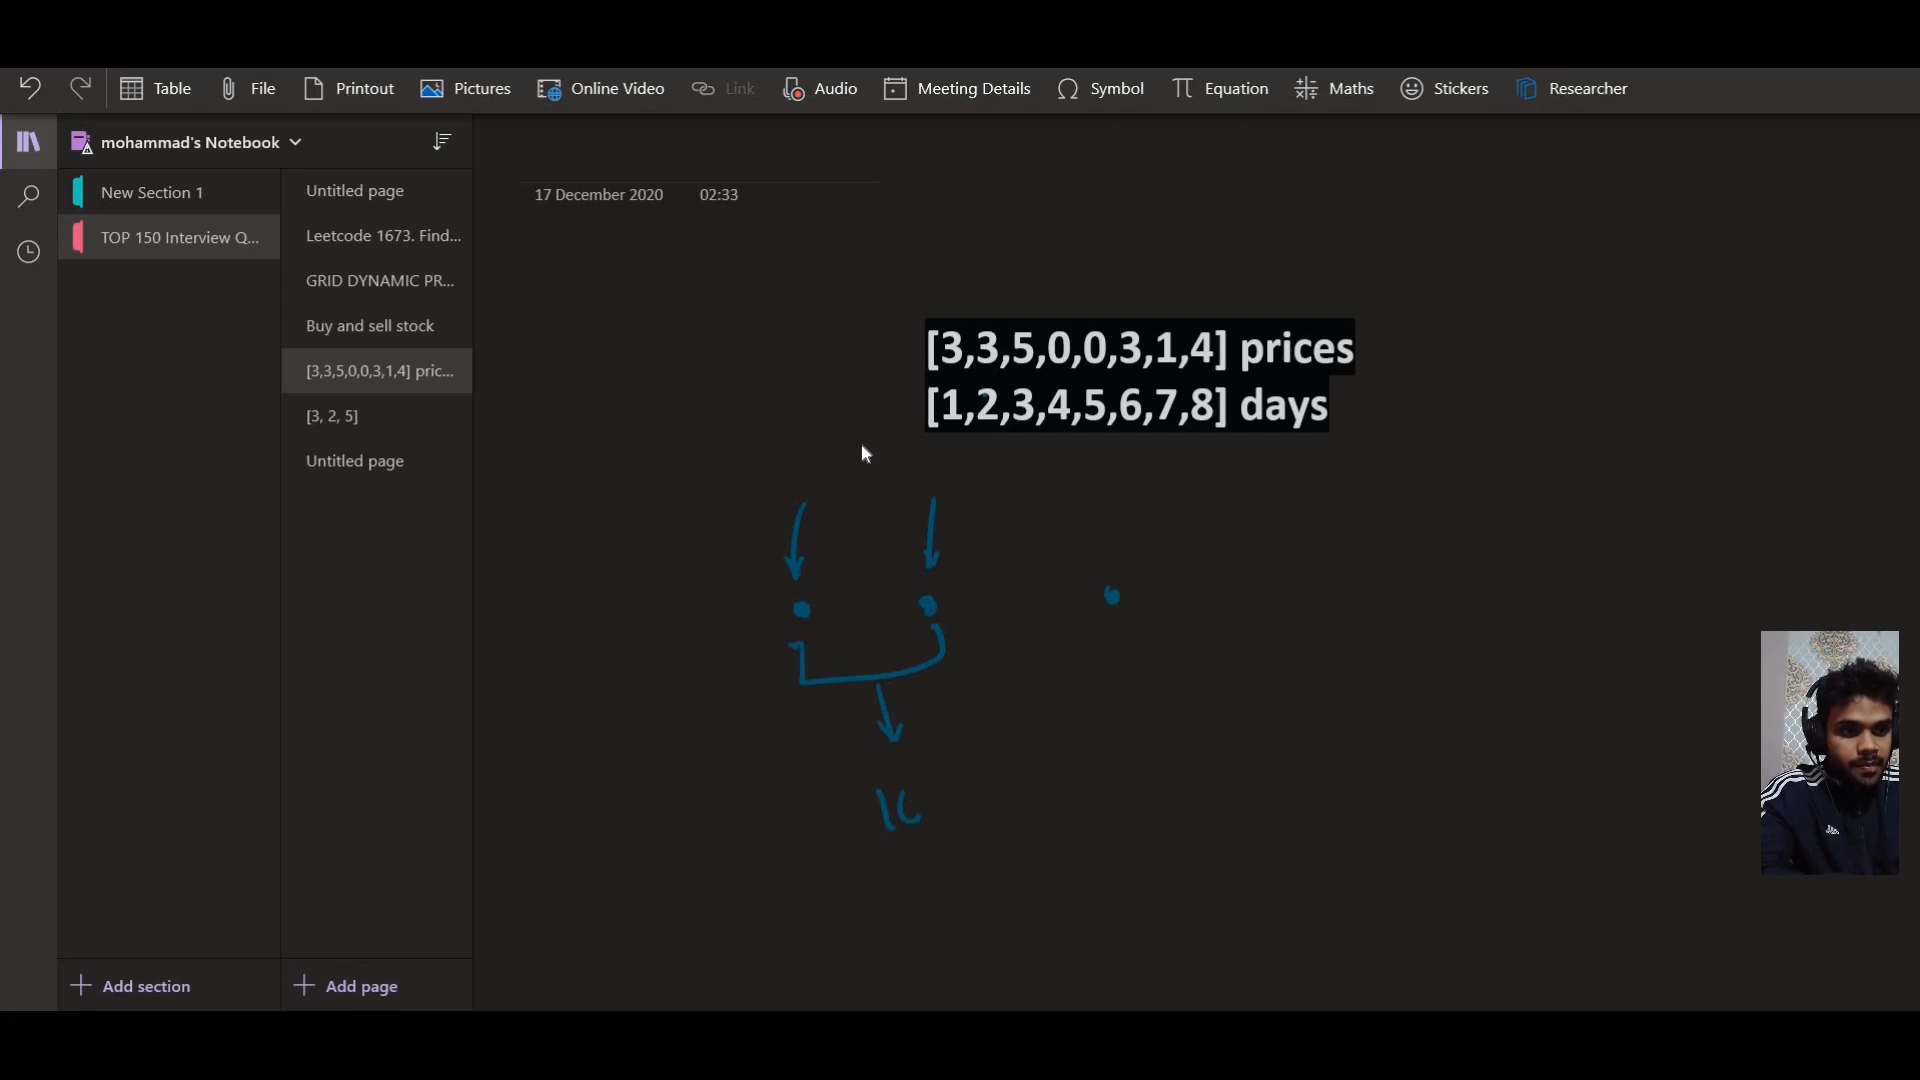 Table File Printout Pictures Online Video Link Audio Meeting Details Symbol Equation Maths Stickers Researcher
mohammad's Notebook
New Section 1
TOP 150 Interview Q...
Untitled page
Leetcode 1673. Find...
GRID DYNAMIC PR...
Buy and sell stock
[3,3,5,0,0,3,1,4] pric...
[3, 2, 5]
Untitled page
Add section
Add page
17 December 2020 02:33
[3,3,5,0,0,3,1,4] prices
[1,2,3,4,5,6,7,8] days